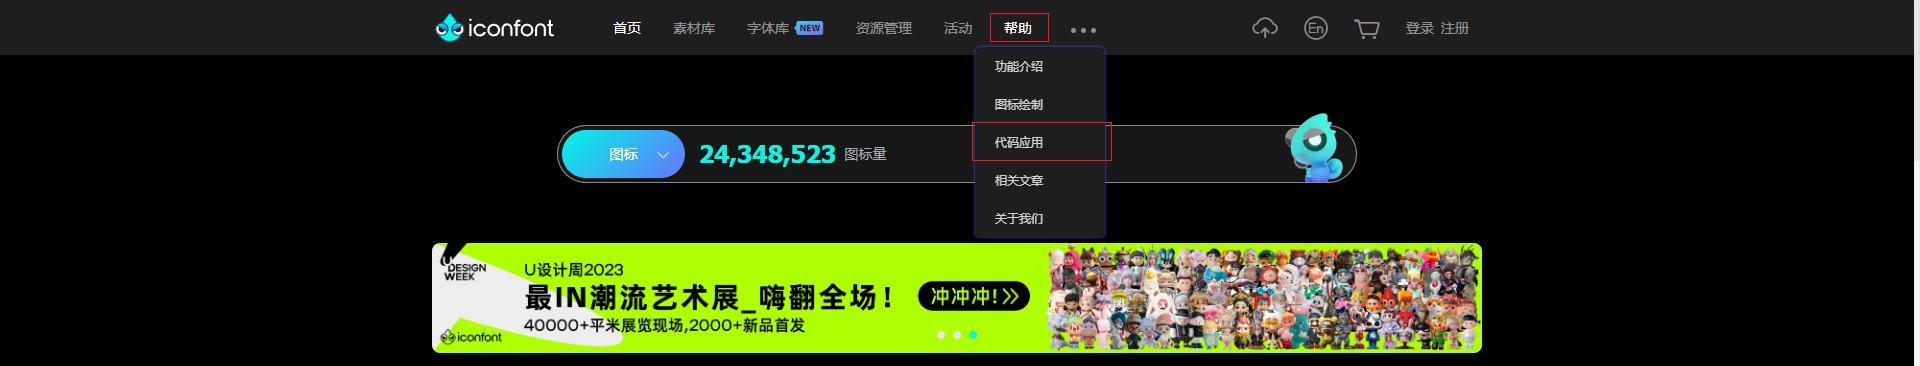 iconfont 首页 素材库 字体库 NEW 资源管理 活动 帮助 En 登录 注册
功能介绍
图标绘制
代码应用
相关文章
关于我们
图标 24,348,523 图标量
U DESIGN
WEEK
U设计周2023
最IN潮流艺术展_嗨翻全场!
40000+平米展览现场,2000+新品首发
冲冲冲!
iconfont